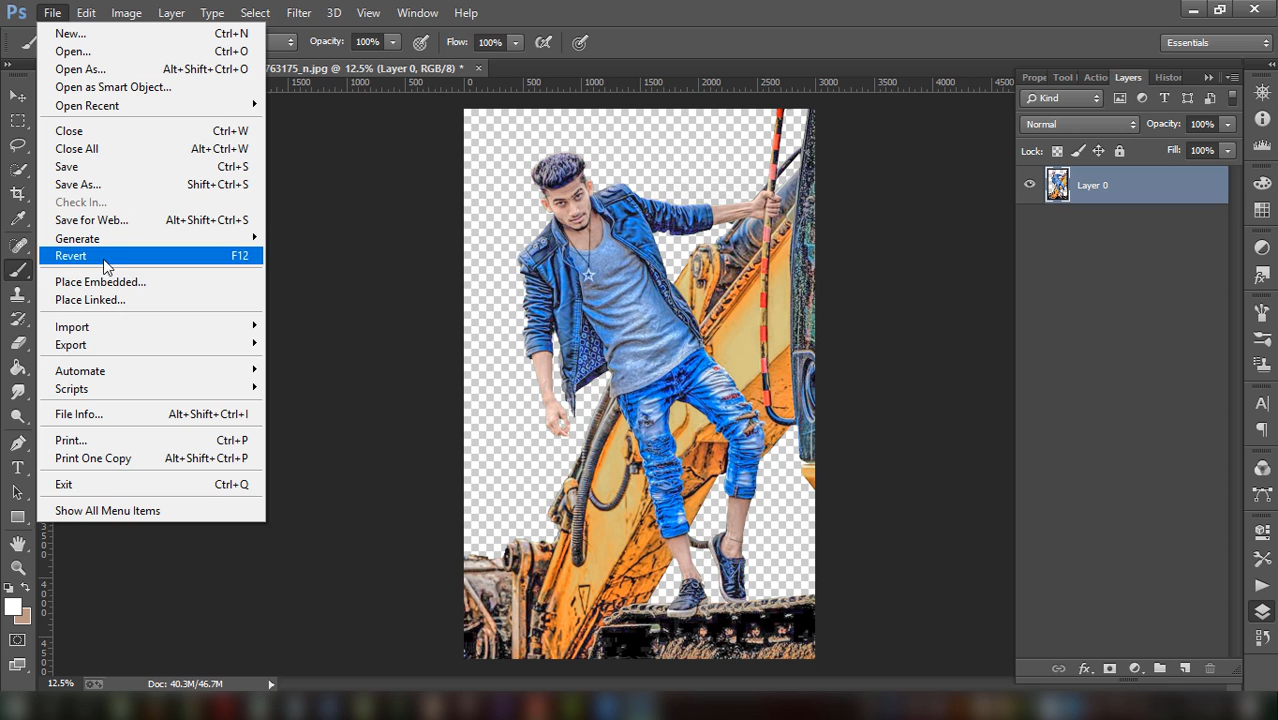 Ps File Edit Image Layer Type Select Filter 3D View Window Help
Opacity: 100% Flow: 100% Essentials
763175_n.jpg @ 12.5% (Layer 0, RGB/8) *
New... Ctrl+N
Open... Ctrl+O
Open As... Alt+Shift+Ctrl+O
Open as Smart Object...
Open Recent
Close Ctrl+W
Close All Alt+Ctrl+W
Save Ctrl+S
Save As... Shift+Ctrl+S
Check In...
Save for Web... Alt+Shift+Ctrl+S
Generate
Revert F12
Place Embedded...
Place Linked...
Import
Export
Automate
Scripts
File Info... Alt+Shift+Ctrl+I
Print... Ctrl+P
Print One Copy Alt+Shift+Ctrl+P
Exit Ctrl+Q
Show All Menu Items
1500 1000 500 0 500 1000 1500 2000 2500 3000 3500 4000 4500
Prope Tool Actio Layers Histor
Kind
Normal Opacity: 100%
Lock: Fill: 100%
Layer 0
12.5% Doc: 40.3M/46.7M